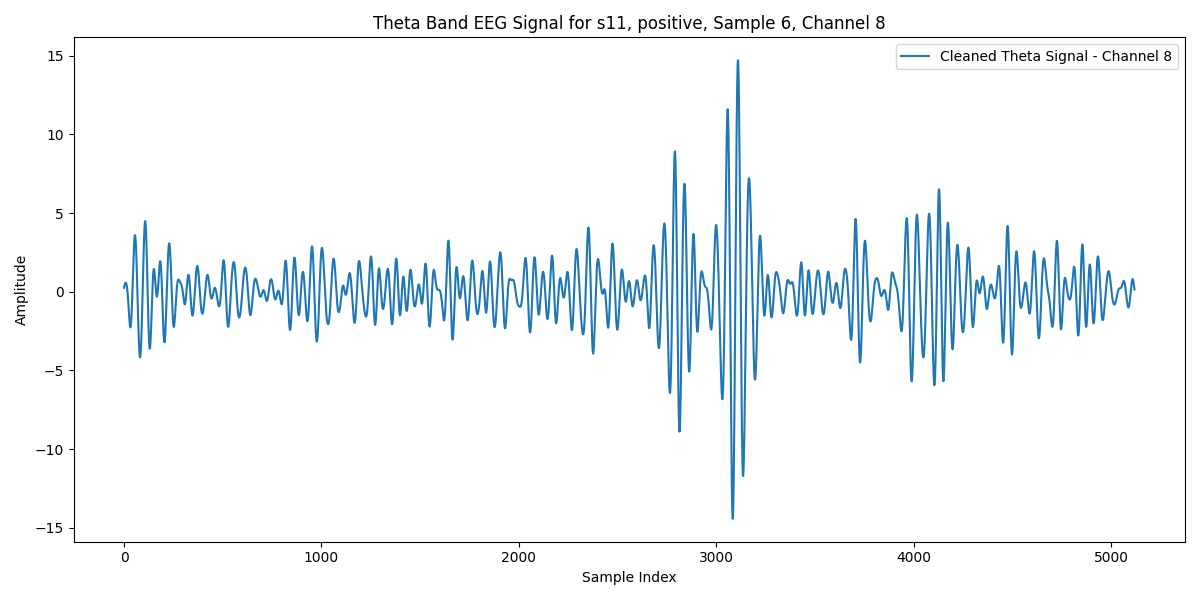 Theta Band EEG Signal for s11, positive, Sample 6, Channel 8
Cleaned Theta Signal - Channel 8
Amplitude
15
10
5
0
−5
−10
−15
0 1000 2000 3000 4000 5000
Sample Index